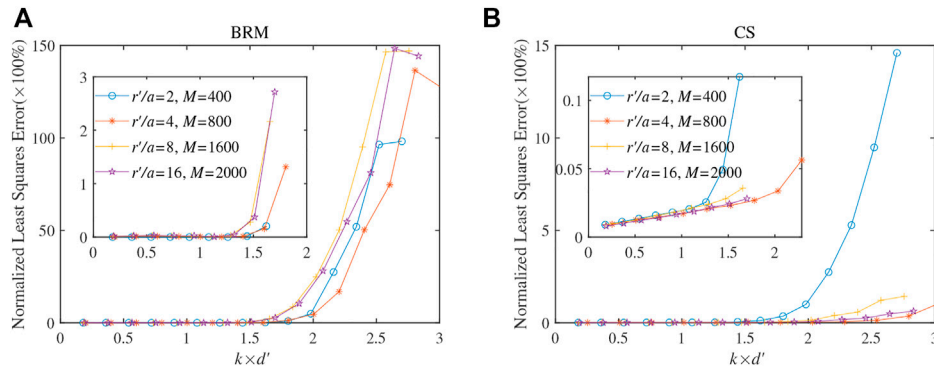 A
BRM
Normalized Least Squares Error(×100%)
150
100
50
0
0 0.5 1 1.5 2 2.5 3
k×d′
3
2
1
0
0 0.5 1 1.5 2
r′/a=2, M=400
r′/a=4, M=800
r′/a=8, M=1600
r′/a=16, M=2000
B
CS
Normalized Least Squares Error(×100%)
15
10
5
0
0 0.5 1 1.5 2 2.5 3
k×d′
0.1
0.05
0
0 0.5 1 1.5 2
r′/a=2, M=400
r′/a=4, M=800
r′/a=8, M=1600
r′/a=16, M=2000